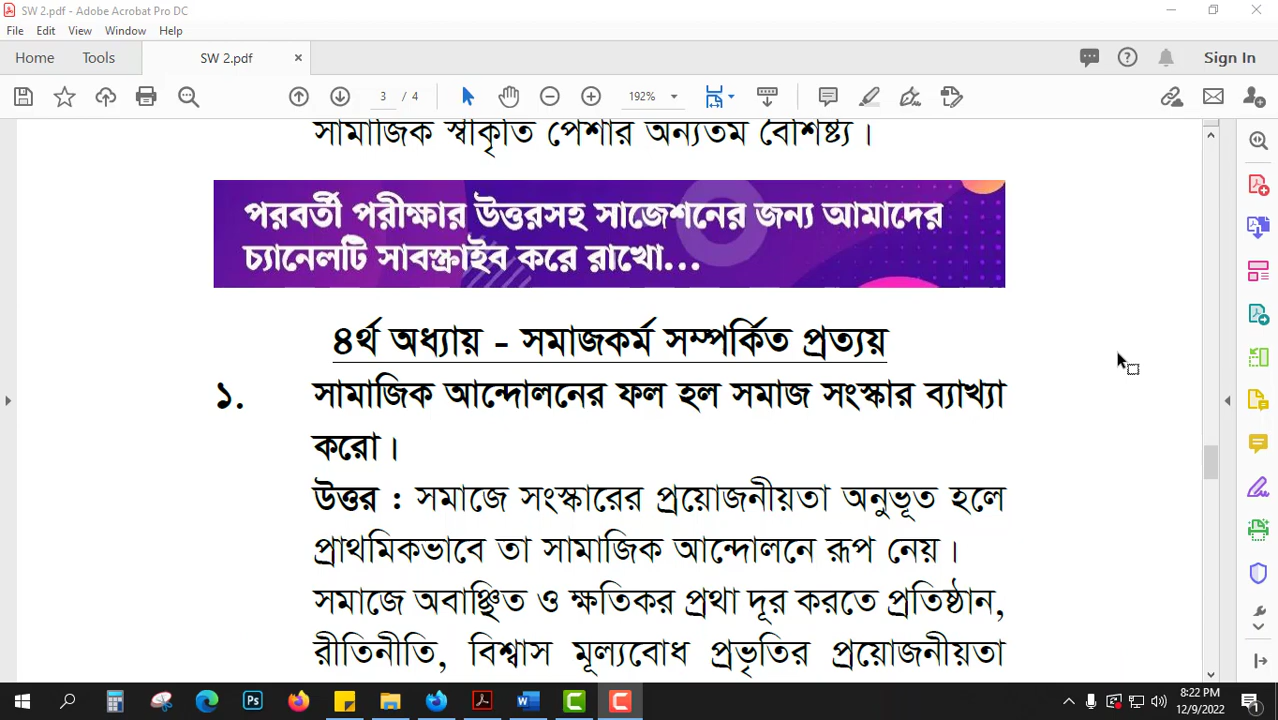 SW 2.pdf - Adobe Acrobat Pro DC
File Edit View Window Help
Home Tools SW 2.pdf × Sign In
3 / 4 192%
সামাজিক স্বীকৃতি পেশার অন্যতম বৈশিষ্ট্য।
পরবর্তী পরীক্ষার উত্তরসহ সাজেশনের জন্য আমাদের
চ্যানেলটি সাবস্ক্রাইব করে রাখো...
৪র্থ অধ্যায় - সমাজকর্ম সম্পর্কিত প্রত্যয়
১. সামাজিক আন্দোলনের ফল হল সমাজ সংস্কার ব্যাখ্যা
করো।
উত্তর : সমাজে সংস্কারের প্রয়োজনীয়তা অনুভূত হলে
প্রাথমিকভাবে তা সামাজিক আন্দোলনে রূপ নেয়।
সমাজে অবাঞ্ছিত ও ক্ষতিকর প্রথা দূর করতে প্রতিষ্ঠান,
রীতিনীতি, বিশ্বাস মূল্যবোধ প্রভৃতির প্রয়োজনীয়তা
8:22 PM
12/9/2022